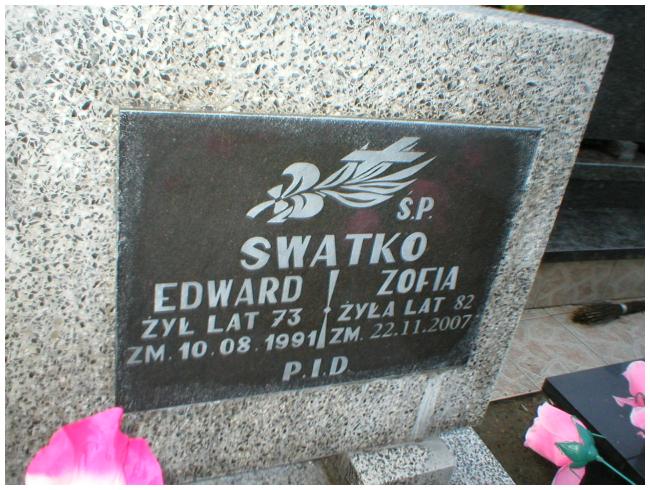 Ś.P.
SWATKO
EDWARD ZOFIA
ŻYŁ LAT 73 ŻYŁA LAT 82
ZM. 10.08.1991 ZM. 22.11.2007
P.I.D